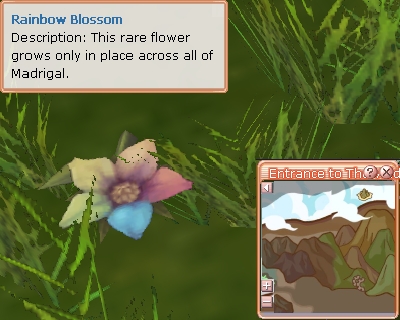 Rainbow Blossom
Description: This rare flower
grows only in place across all of
Madrigal.
Entrance to Th